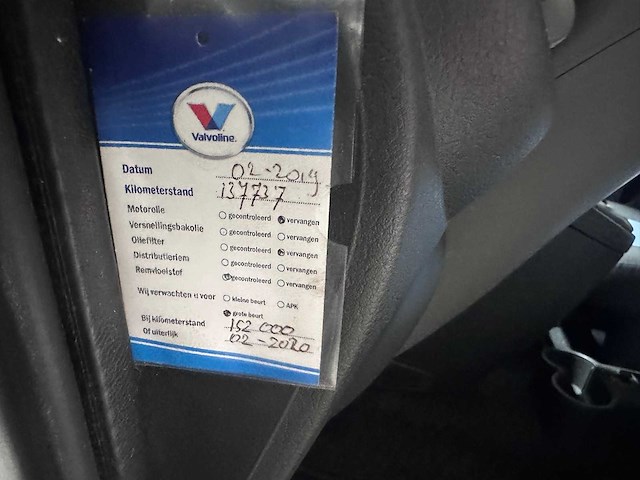 Valvoline.
Datum 02-2019
Kilometerstand 137737
Motorolie gecontroleerd vervangen
Versnellingsbakolie gecontroleerd vervangen
Oliefilter gecontroleerd vervangen
Distributieriem gecontroleerd vervangen
Remvloeistof gecontroleerd vervangen
Wij verwachten u voor kleine beurt APK
grote beurt
Bij kilometerstand 152 000
Of uiterlijk 02-2020